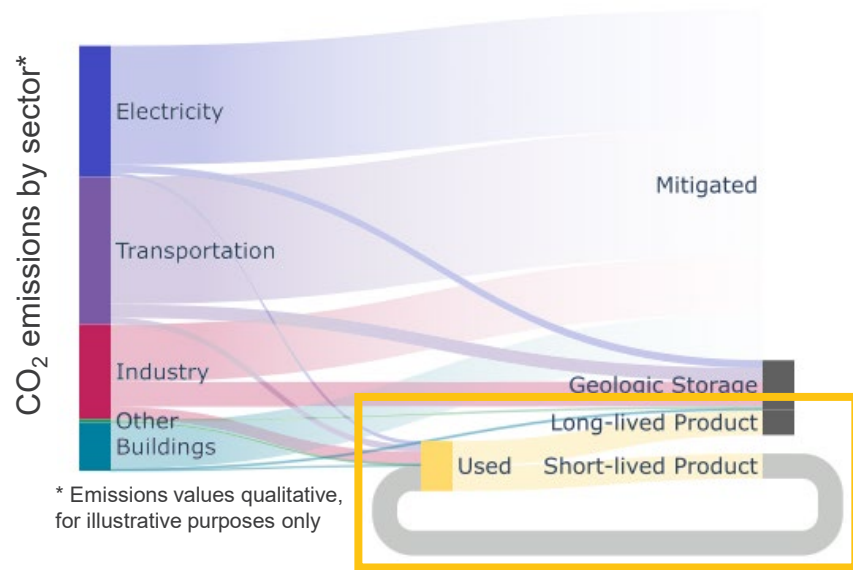 CO₂ emissions by sector*
Electricity
Mitigated
Transportation
Industry
Geologic Storage
Other
Long-lived Product
Buildings
Used
Short-lived Product
* Emissions values qualitative,
for illustrative purposes only